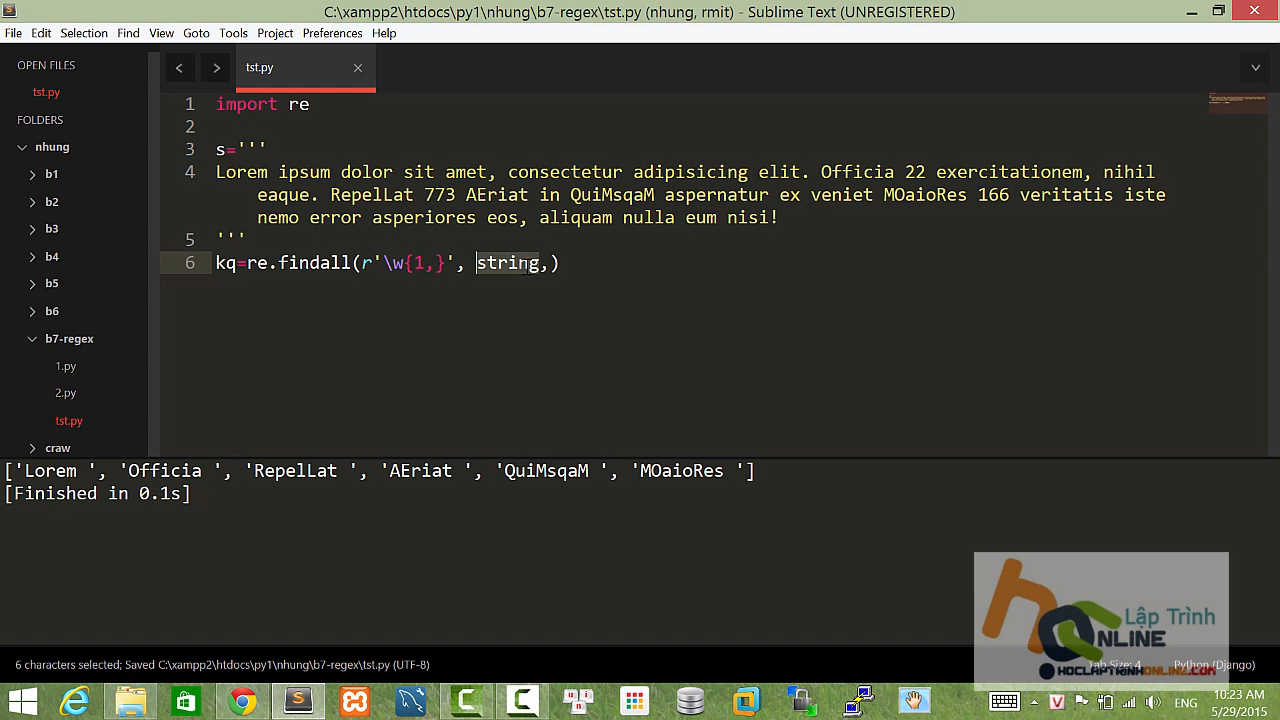 C:\xampp2\htdocs\py1\nhung\b7-regex\tst.py (nhung, rmit) - Sublime Text (UNREGISTERED)
File Edit Selection Find View Goto Tools Project Preferences Help
OPEN FILES
tst.py
FOLDERS
nhung
b1
b2
b3
b4
b5
b6
b7-regex
1.py
2.py
tst.py
craw
tst.py
1 import re
2
3 s='''
4 Lorem ipsum dolor sit amet, consectetur adipisicing elit. Officia 22 exercitationem, nihil
eaque. RepelLat 773 AEriat in QuiMsqaM aspernatur ex veniet MOaioRes 166 veritatis iste
nemo error asperiores eos, aliquam nulla eum nisi!
5 '''
6 kq=re.findall(r'\w{1,}', string,)
['Lorem ', 'Officia ', 'RepelLat ', 'AEriat ', 'QuiMsqaM ', 'MOaioRes ']
[Finished in 0.1s]
Lập Trình
ONLINE
HOCLAPTRINHONLINE.COM
6 characters selected; Saved C:\xampp2\htdocs\py1\nhung\b7-regex\tst.py (UTF-8)
Tab Size: 4
Python (Django)
ENG
10:23 AM
5/29/2015